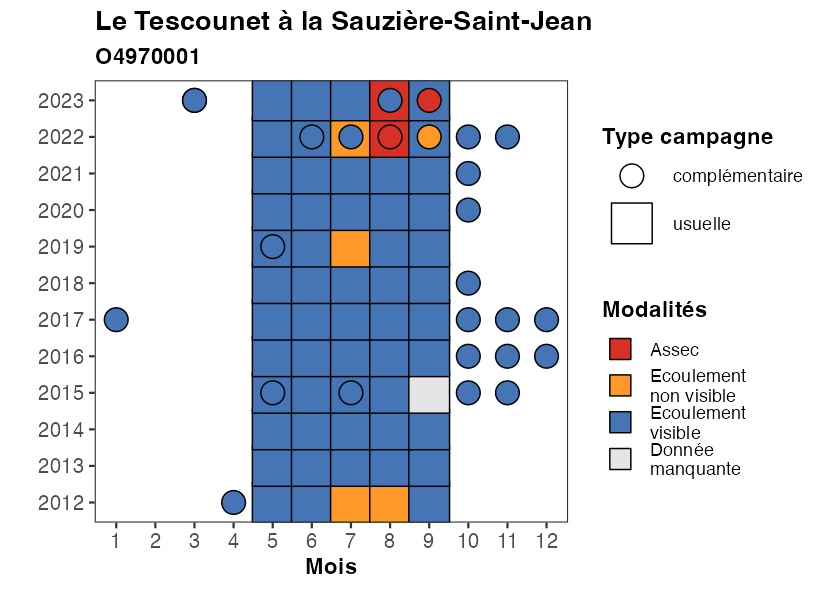 Le Tescounet à la Sauzière-Saint-Jean
O4970001
2023
2022
2021
2020
2019
2018
2017
2016
2015
2014
2013
2012
1 2 3 4 5 6 7 8 9 10 11 12
Mois
Type campagne
complémentaire
usuelle
Modalités
Assec
Ecoulement
non visible
Ecoulement
visible
Donnée
manquante